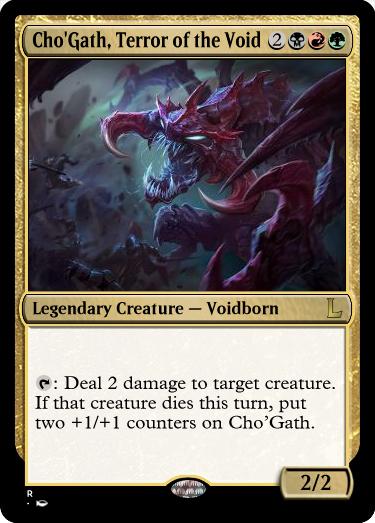 Cho'Gath, Terror of the Void 2
Legendary Creature — Voidborn L
: Deal 2 damage to target creature.
If that creature dies this turn, put
two +1/+1 counters on Cho'Gath.
2/2
R